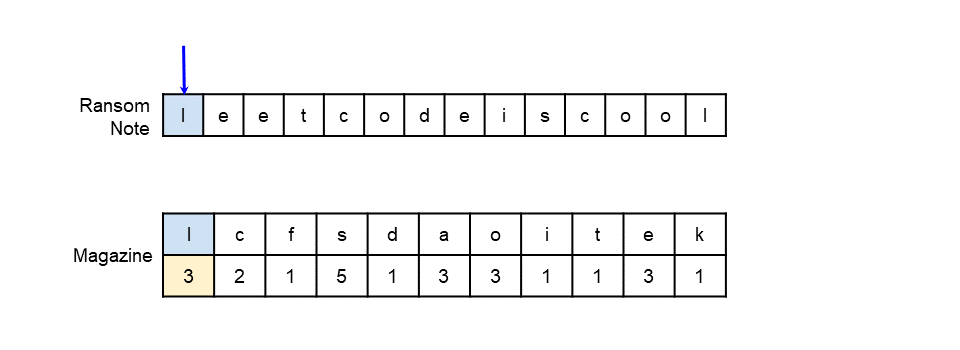 Ransom Note
l e e t c o d e i s c o o l
Magazine
l c f s d a o i t e k
3 2 1 5 1 3 3 1 1 3 1